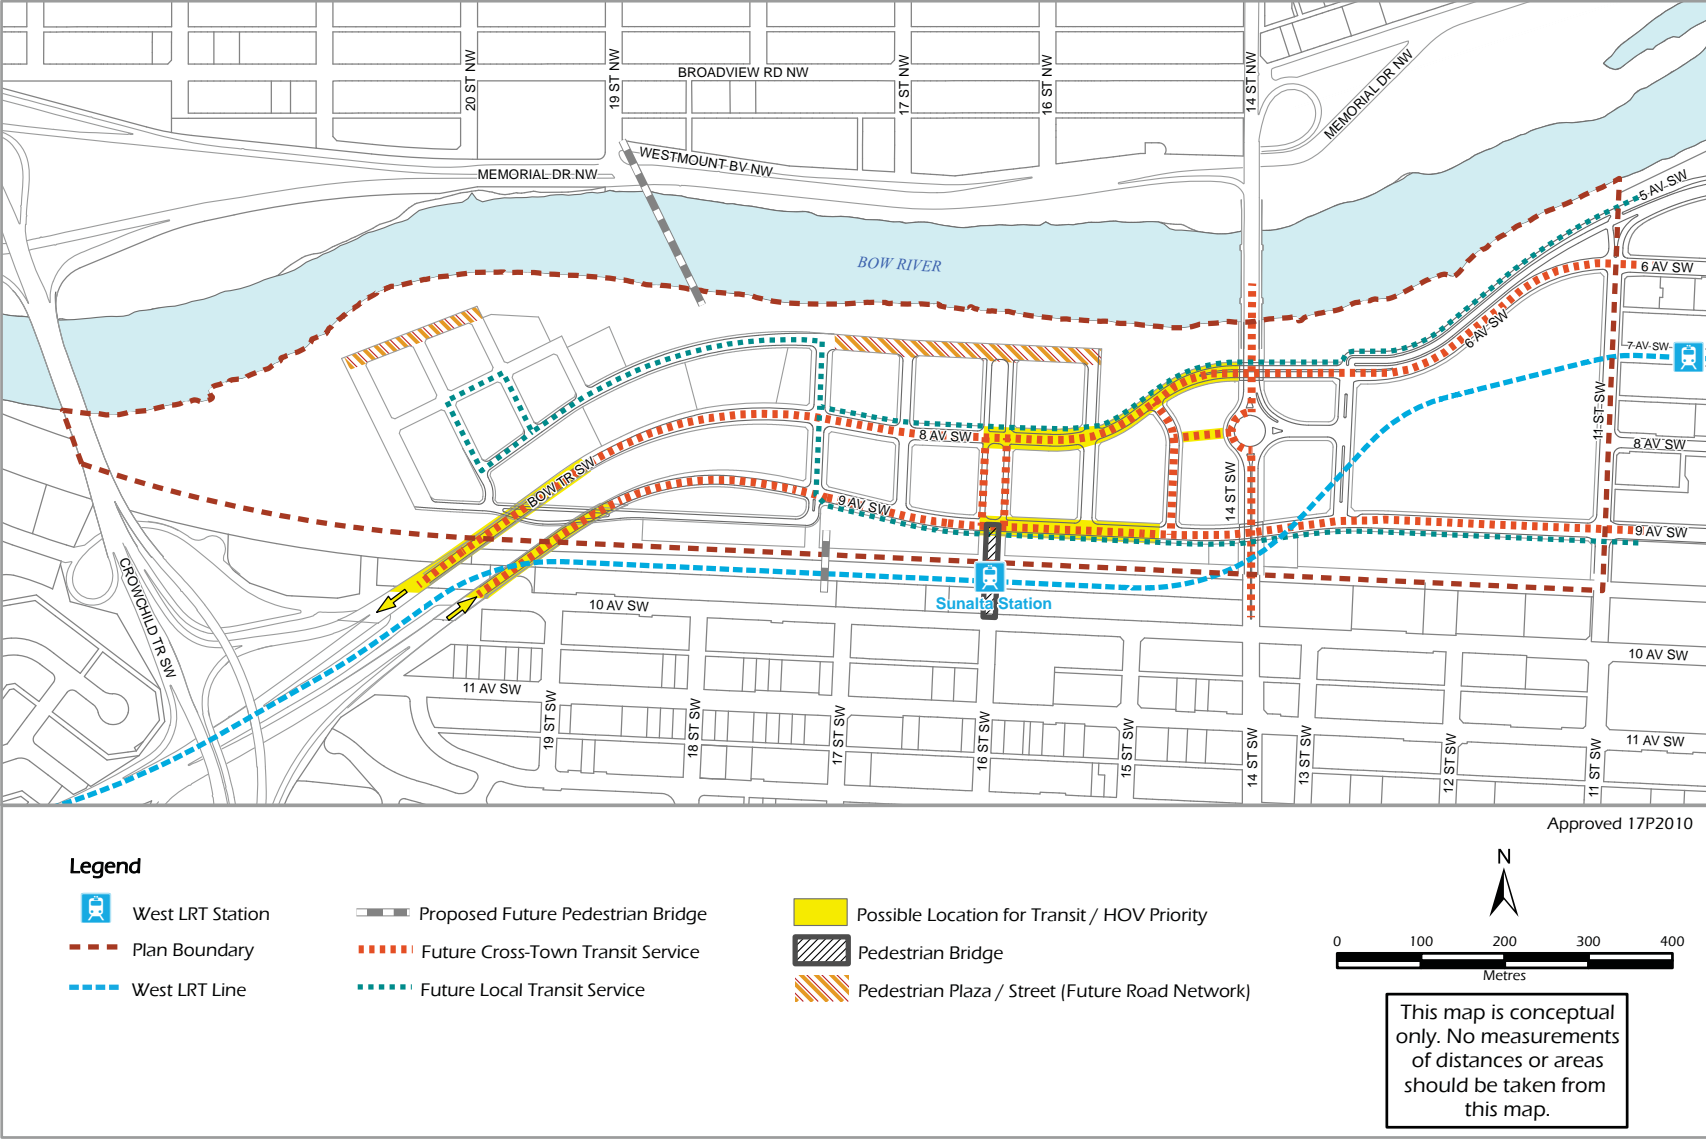 20 ST NW
19 ST NW
BROADVIEW RD NW
17 ST NW
16 ST NW
14 ST NW
MEMORIAL DR NW
WESTMOUNT BV NW
MEMORIAL DR NW
BOW RIVER
5 AV SW
6 AV SW
6 AV SW
7 AV SW
11 ST SW
8 AV SW
8 AV SW
BOW TR SW
9 AV SW
14 ST SW
9 AV SW
CROWCHILD TR SW
Sunalta Station
10 AV SW
10 AV SW
11 AV SW
19 ST SW
18 ST SW
17 ST SW
16 ST SW
15 ST SW
14 ST SW
13 ST SW
12 ST SW
11 ST SW
11 AV SW
Approved 17P2010
Legend
West LRT Station
Plan Boundary
West LRT Line
Proposed Future Pedestrian Bridge
Future Cross-Town Transit Service
Future Local Transit Service
Possible Location for Transit / HOV Priority
Pedestrian Bridge
Pedestrian Plaza / Street (Future Road Network)
N
0 100 200 300 400
Metres
This map is conceptual
only. No measurements
of distances or areas
should be taken from
this map.